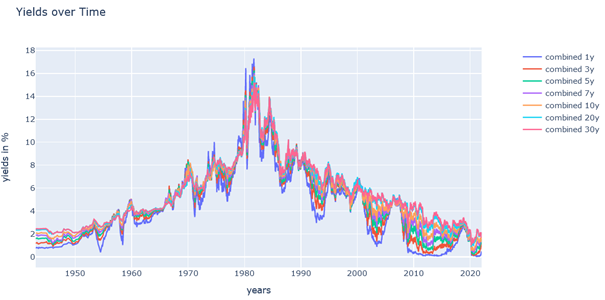 Yields over Time
18
16
14
12
10
8
6
4
2
0
yields in %
1950
1960
1970
1980
1990
2000
2010
2020
years
combined 1y
combined 3y
combined 5y
combined 7y
combined 10y
combined 20y
combined 30y